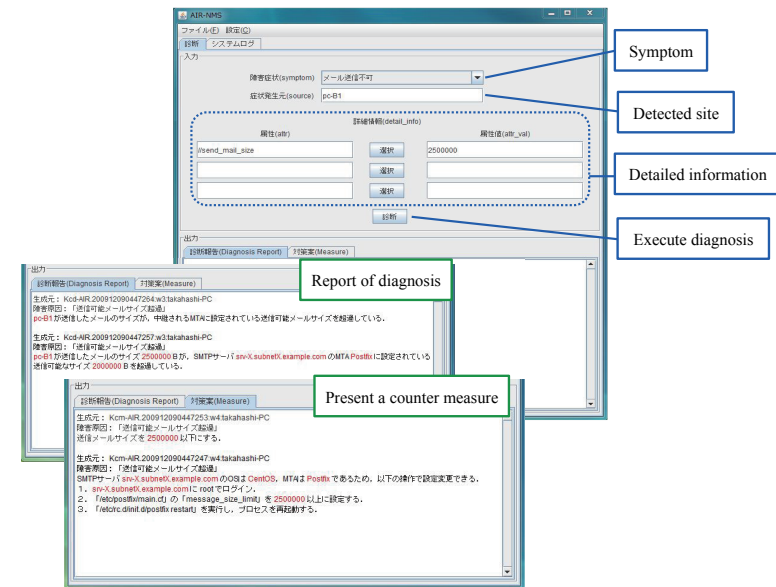 AIR-NMS
ファイル(F) 設定(C)
診断 システムログ
入力
障害症状(symptom) メール送信不可
症状発生元(source) pc-B1
詳細情報(detail_info)
属性(attr) 属性値(attr_val)
//send_mail_size 選択 2500000
選択
選択
診断
出力
診断報告(Diagnosis Report) 対策案(Measure)
Symptom
Detected site
Detailed information
Execute diagnosis
出力
診断報告(Diagnosis Report) 対策案(Measure)
Report of diagnosis
生成元： Kcd-AIR.200912090447264:w3:takahashi-PC
障害原因：「送信可能メールサイズ超過」
pc-B1が送信したメールのサイズが，中継されるMTAに設定されている送信可能メールサイズを超過している．
生成元： Kcd-AIR.200912090447257:w3:takahashi-PC
障害原因：「送信可能メールサイズ超過」
pc-B1が送信したメールのサイズ 2500000 Bが，SMTPサーバ srv-X.subnetX.example.com のMTA Postfixに設定されている
送信可能なサイズ 2000000 B を超過している．
出力
診断報告(Diagnosis Report) 対策案(Measure)
Present a counter measure
生成元： Kcm-AIR.200912090447253:w4:takahashi-PC
障害原因：「送信可能メールサイズ超過」
送信メールサイズを 2500000 以下にする．
生成元： Kcm-AIR.200912090447247:w4:takahashi-PC
障害原因：「送信可能メールサイズ超過」
SMTPサーバ srv-X.subnetX.example.com のOSは CentOS，MTAは Postfix であるため，以下の操作で設定変更できる．
１． srv-X.subnetX.example.comに rootでログイン．
２． 「/etc/postfix/main.cf」の「message_size_limit」を 2500000 以上に設定する．
３． 「/etc/rc.d/init.d/postfix restart」を実行し，プロセスを再起動する．